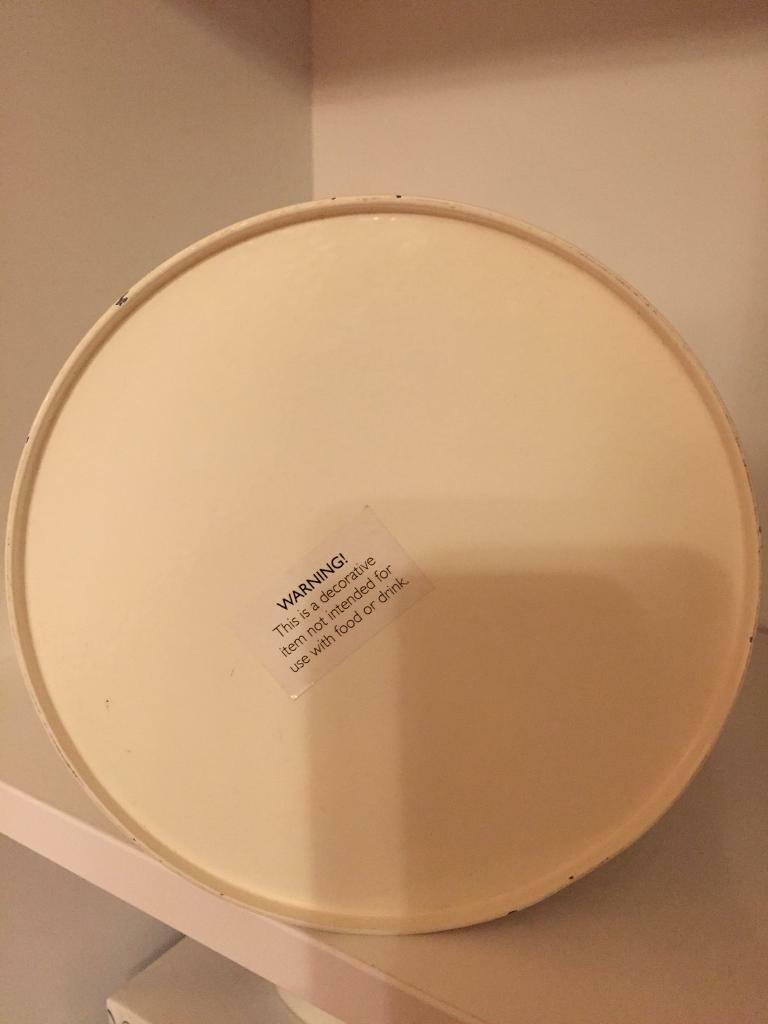 WARNING!
This is a decorative
item not intended for
use with food or drink.